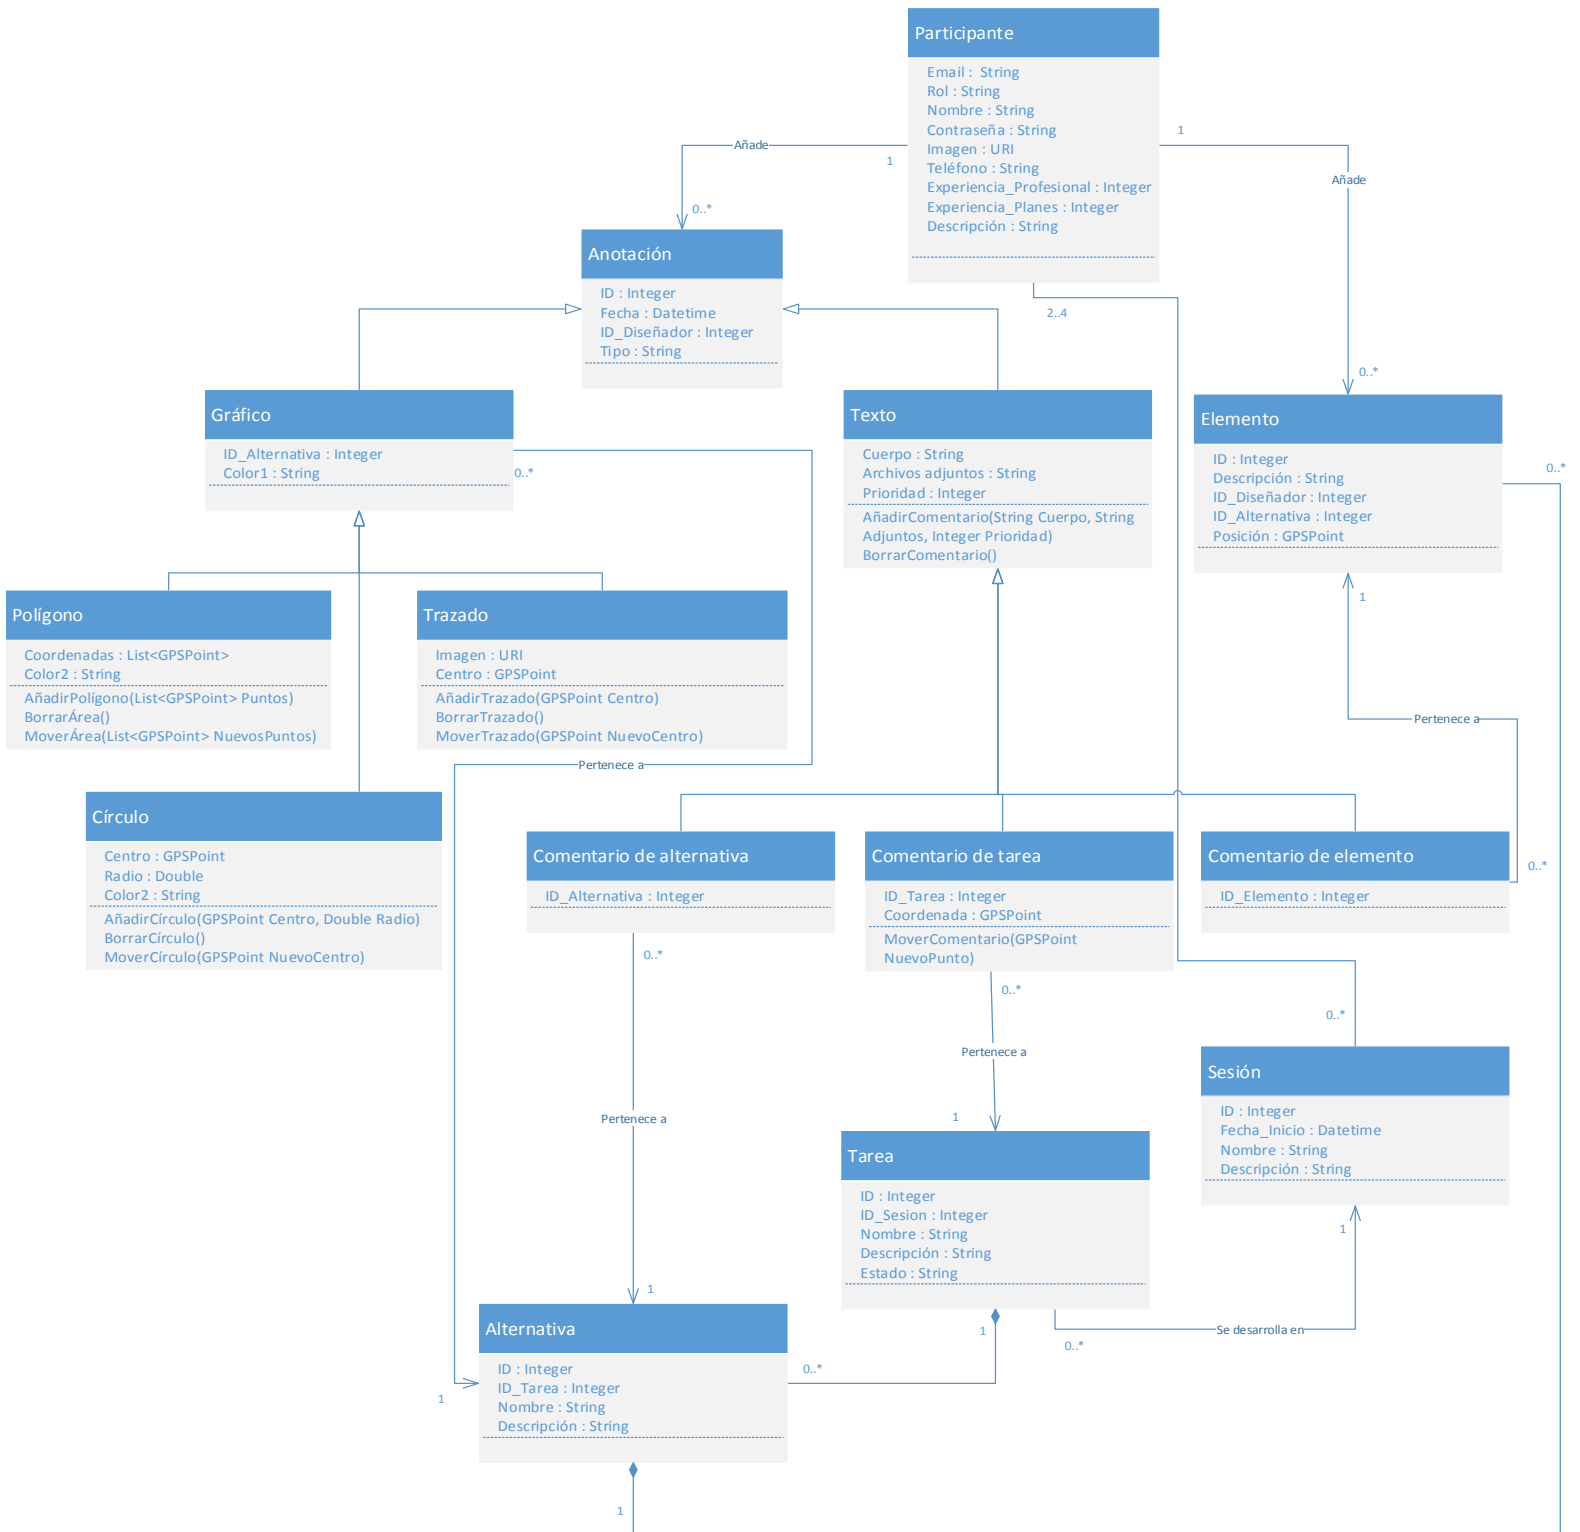 Participante
Email :  String
Rol : String
Nombre : String
Contraseña : String
Imagen : URI
Teléfono : String
Experiencia_Profesional : Integer
Experiencia_Planes : Integer
Descripción : String
1
Añade
1
Añade
0..*
2..4
0..*
Anotación
ID : Integer
Fecha : Datetime
ID_Diseñador : Integer
Tipo : String
Gráfico
ID_Alternativa : Integer
Color1 : String
0..*
Texto
Cuerpo : String
Archivos adjuntos : String
Prioridad : Integer
AñadirComentario(String Cuerpo, String
Adjuntos, Integer Prioridad)
BorrarComentario()
Elemento
ID : Integer
Descripción : String
ID_Diseñador : Integer
ID_Alternativa : Integer
Posición : GPSPoint
0..*
1
Pertenece a
Polígono
Coordenadas : List<GPSPoint>
Color2 : String
AñadirPolígono(List<GPSPoint> Puntos)
BorrarÁrea()
MoverÁrea(List<GPSPoint> NuevosPuntos)
Trazado
Imagen : URI
Centro : GPSPoint
AñadirTrazado(GPSPoint Centro)
BorrarTrazado()
MoverTrazado(GPSPoint NuevoCentro)
Pertenece a
Círculo
Centro : GPSPoint
Radio : Double
Color2 : String
AñadirCírculo(GPSPoint Centro, Double Radio)
BorrarCírculo()
MoverCírculo(GPSPoint NuevoCentro)
Comentario de alternativa
ID_Alternativa : Integer
0..*
Comentario de tarea
ID_Tarea : Integer
Coordenada : GPSPoint
MoverComentario(GPSPoint
NuevoPunto)
0..*
Comentario de elemento
ID_Elemento : Integer
0..*
0..*
Pertenece a
Pertenece a
1
1
Sesión
ID : Integer
Fecha_Inicio : Datetime
Nombre : String
Descripción : String
1
Tarea
ID : Integer
ID_Sesion : Integer
Nombre : String
Descripción : String
Estado : String
1
0..*
Se desarrolla en
Alternativa
ID : Integer
ID_Tarea : Integer
Nombre : String
Descripción : String
0..*
1
1